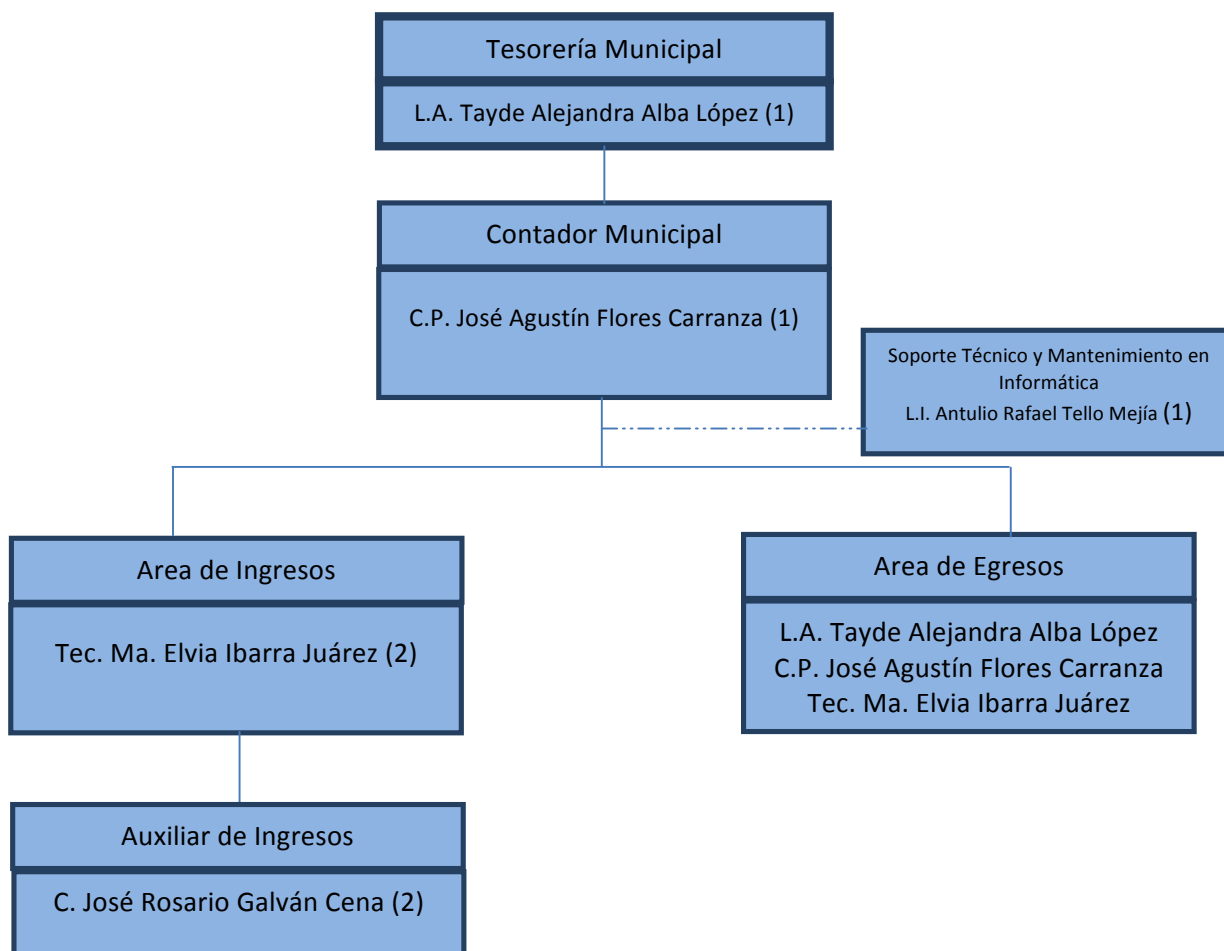 Tesorería Municipal
L.A. Tayde Alejandra Alba López (1)
Contador Municipal
C.P. José Agustín Flores Carranza (1)
Soporte Técnico y Mantenimiento en
Informática
L.I. Antulio Rafael Tello Mejía (1)
Area de Ingresos
Tec. Ma. Elvia Ibarra Juárez (2)
Area de Egresos
L.A. Tayde Alejandra Alba López
C.P. José Agustín Flores Carranza
Tec. Ma. Elvia Ibarra Juárez
Auxiliar de Ingresos
C. José Rosario Galván Cena (2)